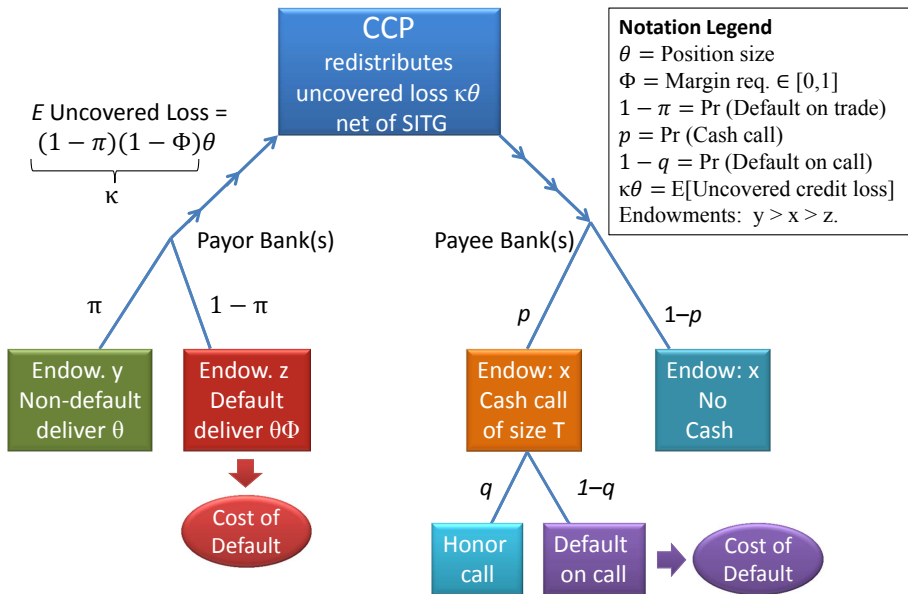 CCP
redistributes
uncovered loss κθ
net of SITG
Notation Legend
θ = Position size
Φ = Margin req. ∈ [0,1]
1 − π = Pr (Default on trade)
p = Pr (Cash call)
1 − q = Pr (Default on call)
κθ = E[Uncovered credit loss]
Endowments: y > x > z.
E Uncovered Loss =
(1 − π)(1 − Φ)θ
κ
Payor Bank(s)
Payee Bank(s)
π
1 − π
p
1–p
Endow. y
Non-default
deliver θ
Endow. z
Default
deliver θΦ
Endow: x
Cash call
of size T
Endow: x
No
Cash
Cost of
Default
q
1–q
Honor
call
Default
on call
Cost of
Default